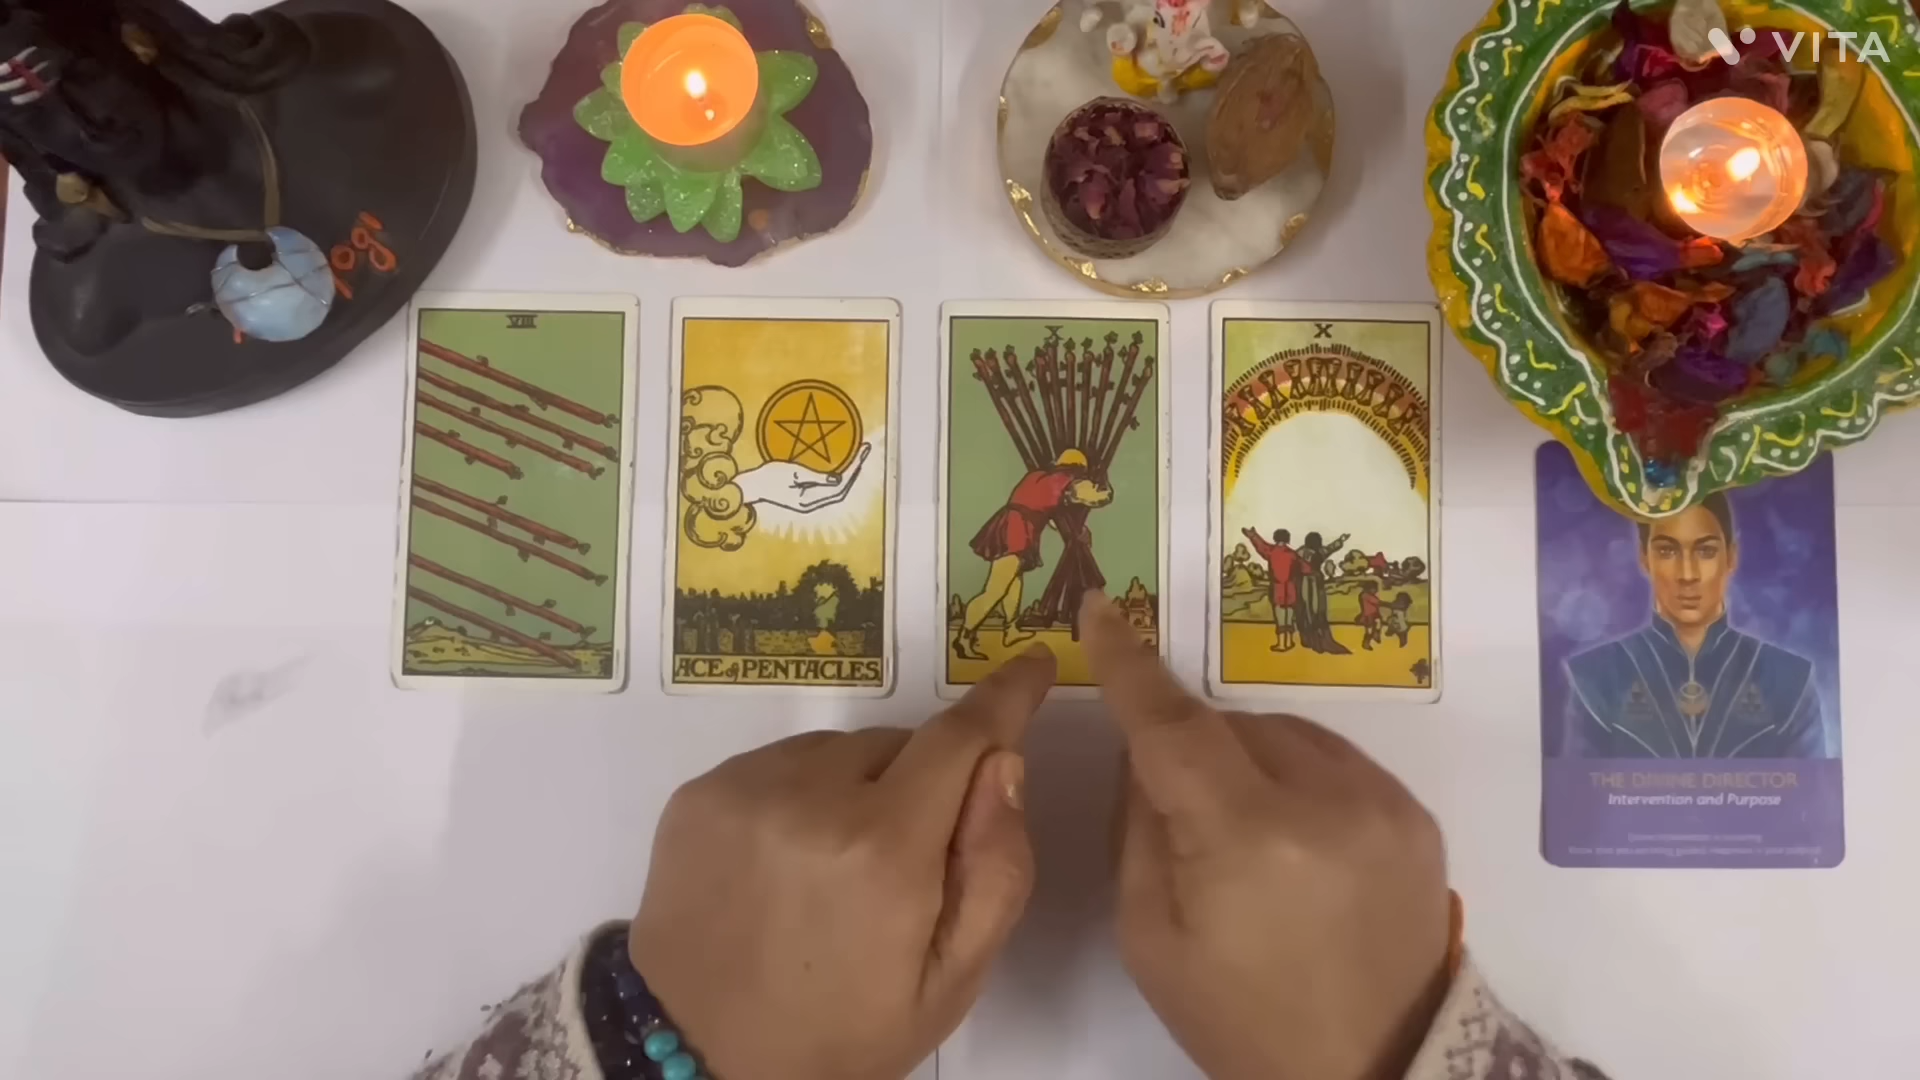 VITA
VIII
X
X
ACE of PENTACLES
THE DIVINE DIRECTOR
Intervention and Purpose